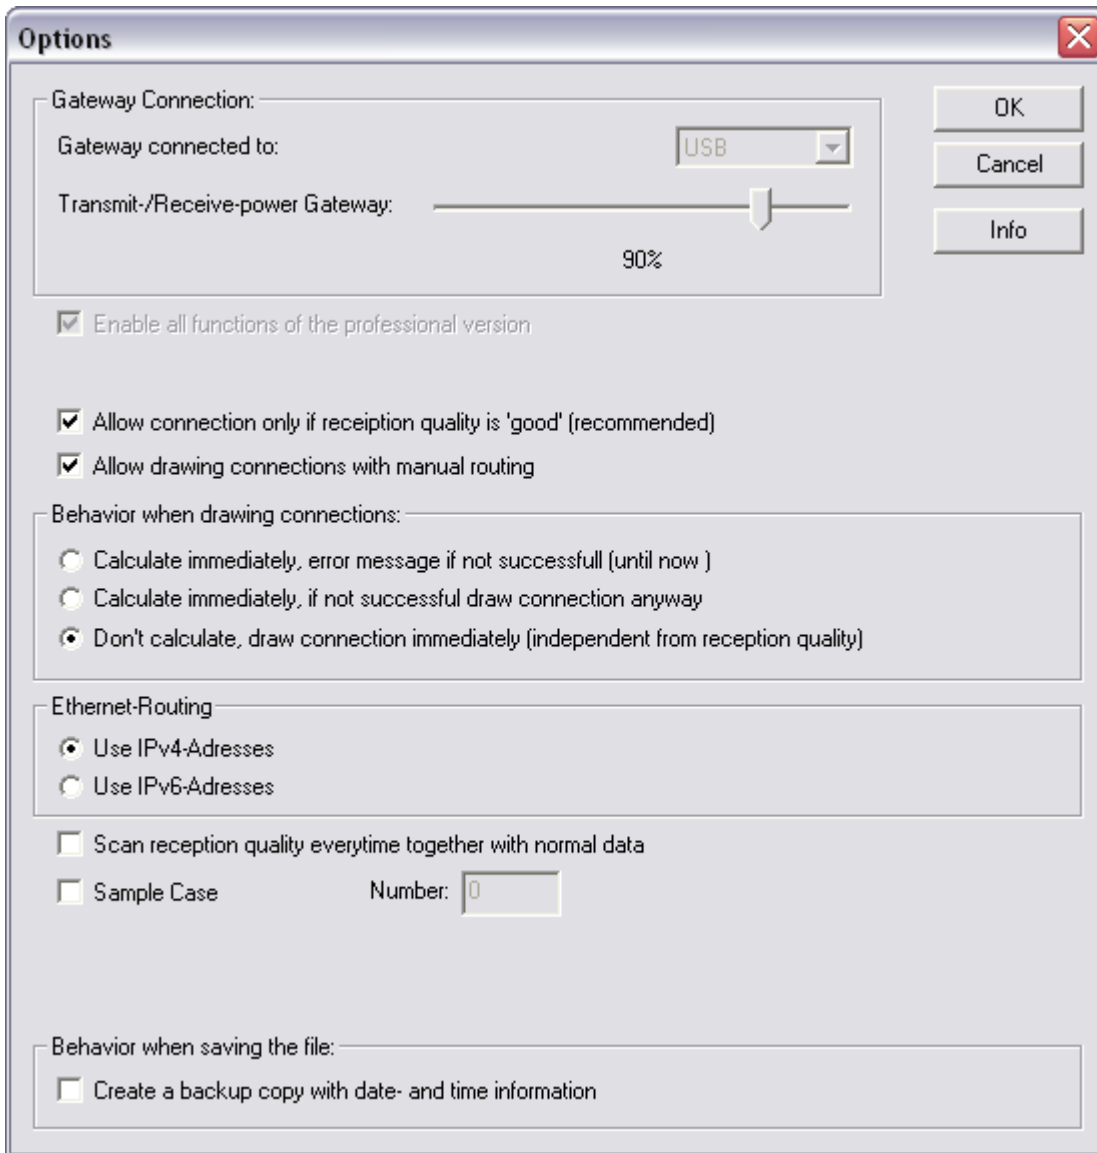 Options
Gateway Connection:
OK
Gateway connected to:
USB
Cancel
Transmit-/Receive-power Gateway:
Info
90%
Enable all functions of the professional version
Allow connection only if receiption quality is 'good' (recommended)
Allow drawing connections with manual routing
Behavior when drawing connections:
Calculate immediately, error message if not successfull (until now )
Calculate immediately, if not successful draw connection anyway
Don't calculate, draw connection immediately (independent from reception quality)
Ethernet-Routing
Use IPv4-Adresses
Use IPv6-Adresses
Scan reception quality everytime together with normal data
Sample Case Number: 0
Behavior when saving the file:
Create a backup copy with date- and time information